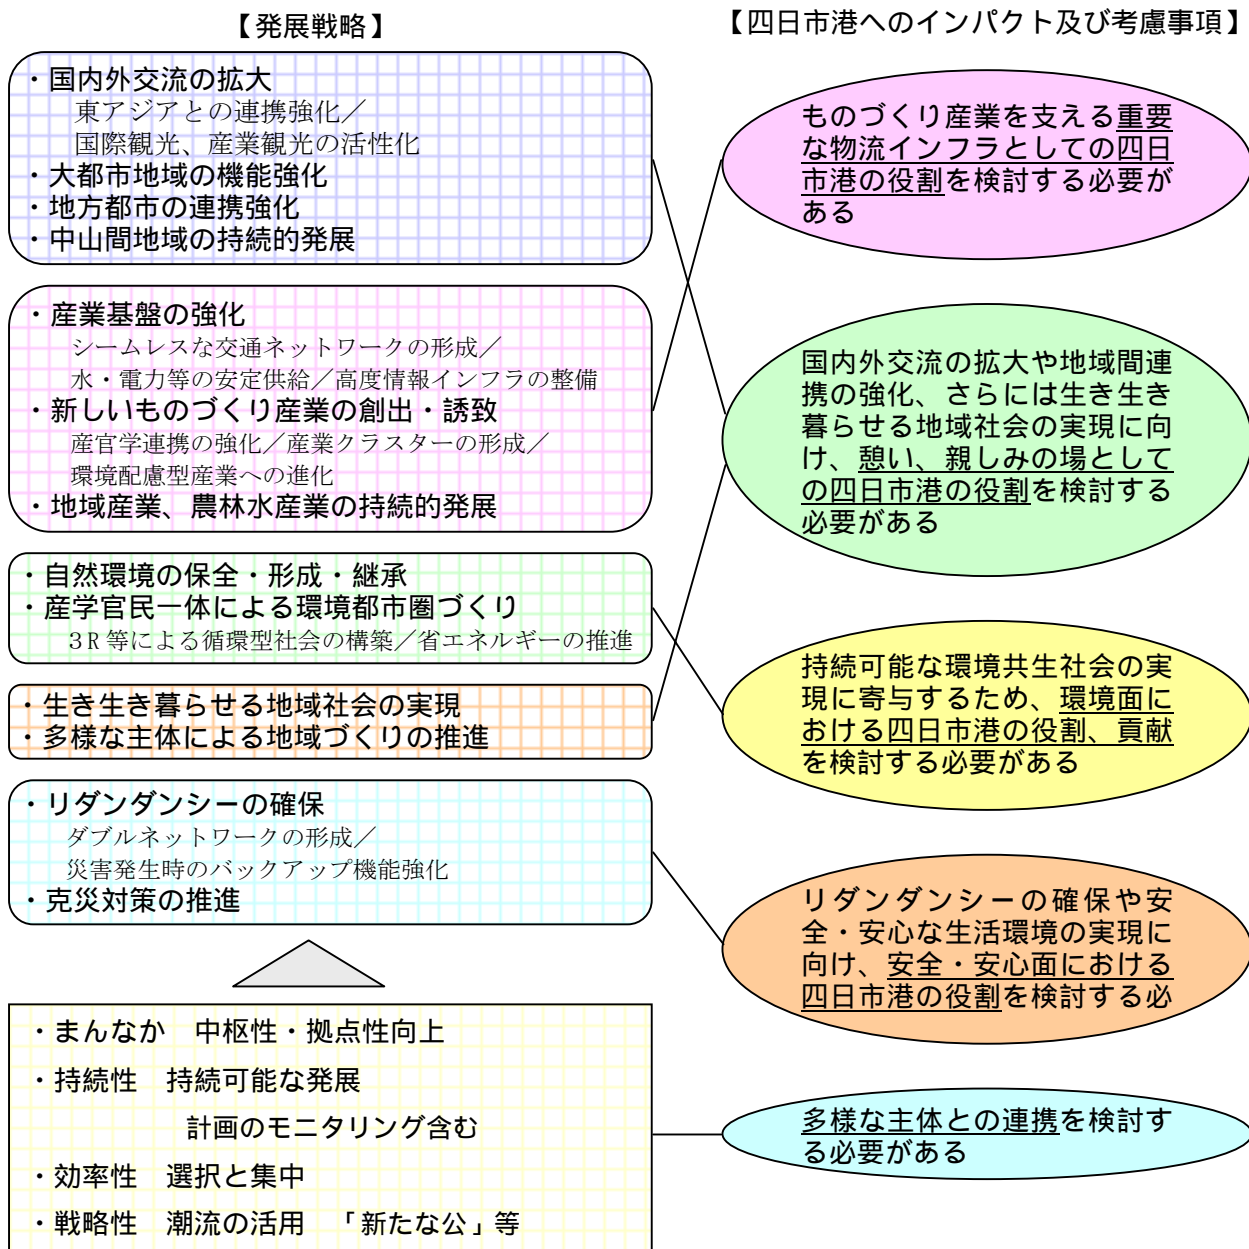 【発展戦略】
・国内外交流の拡大
東アジアとの連携強化／
国際観光、産業観光の活性化
・大都市地域の機能強化
・地方都市の連携強化
・中山間地域の持続的発展
・産業基盤の強化
シームレスな交通ネットワークの形成／
水・電力等の安定供給／高度情報インフラの整備
・新しいものづくり産業の創出・誘致
産官学連携の強化／産業クラスターの形成／
環境配慮型産業への進化
・地域産業、農林水産業の持続的発展
・自然環境の保全・形成・継承
・産学官民一体による環境都市圏づくり
３R 等による循環型社会の構築／省エネルギーの推進
・生き生き暮らせる地域社会の実現
・多様な主体による地域づくりの推進
・リダンダンシーの確保
ダブルネットワークの形成／
災害発生時のバックアップ機能強化
・克災対策の推進
・まんなか　中枢性・拠点性向上
・持続性　持続可能な発展
計画のモニタリング含む
・効率性　選択と集中
・戦略性　潮流の活用　「新たな公」等
【四日市港へのインパクト及び考慮事項】
ものづくり産業を支える重要
な物流インフラとしての四日
市港の役割を検討する必要が
ある
国内外交流の拡大や地域間連
携の強化、さらには生き生き
暮らせる地域社会の実現に向
け、憩い、親しみの場として
の四日市港の役割を検討する
必要がある
持続可能な環境共生社会の実
現に寄与するため、環境面に
おける四日市港の役割、貢献
を検討する必要がある
リダンダンシーの確保や安
全・安心な生活環境の実現に
向け、安全・安心面における
四日市港の役割を検討する必
多様な主体との連携を検討す
る必要がある